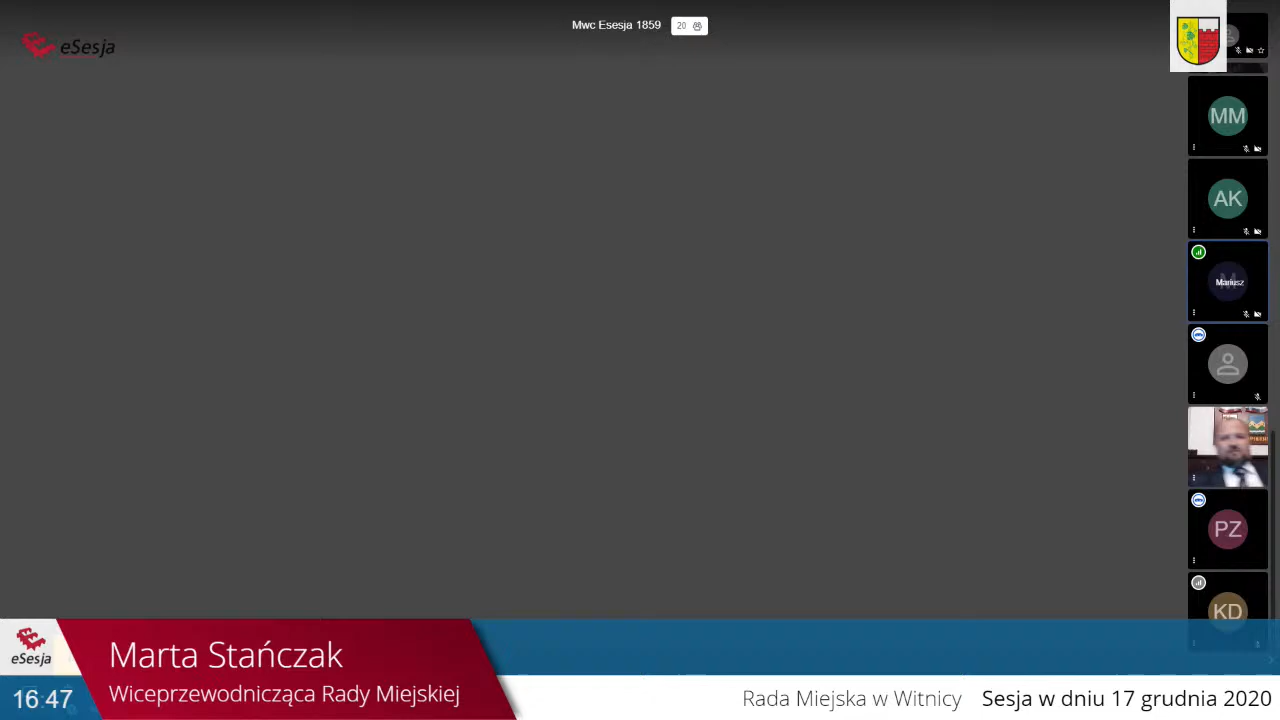 Mwc Esesja 1859 20
eSesja
MM
AK
M
Mariusz
PZ
KD
eSesja
Marta Stańczak
Wiceprzewodnicząca Rady Miejskiej
16:47
Rada Miejska w Witnicy Sesja w dniu 17 grudnia 2020